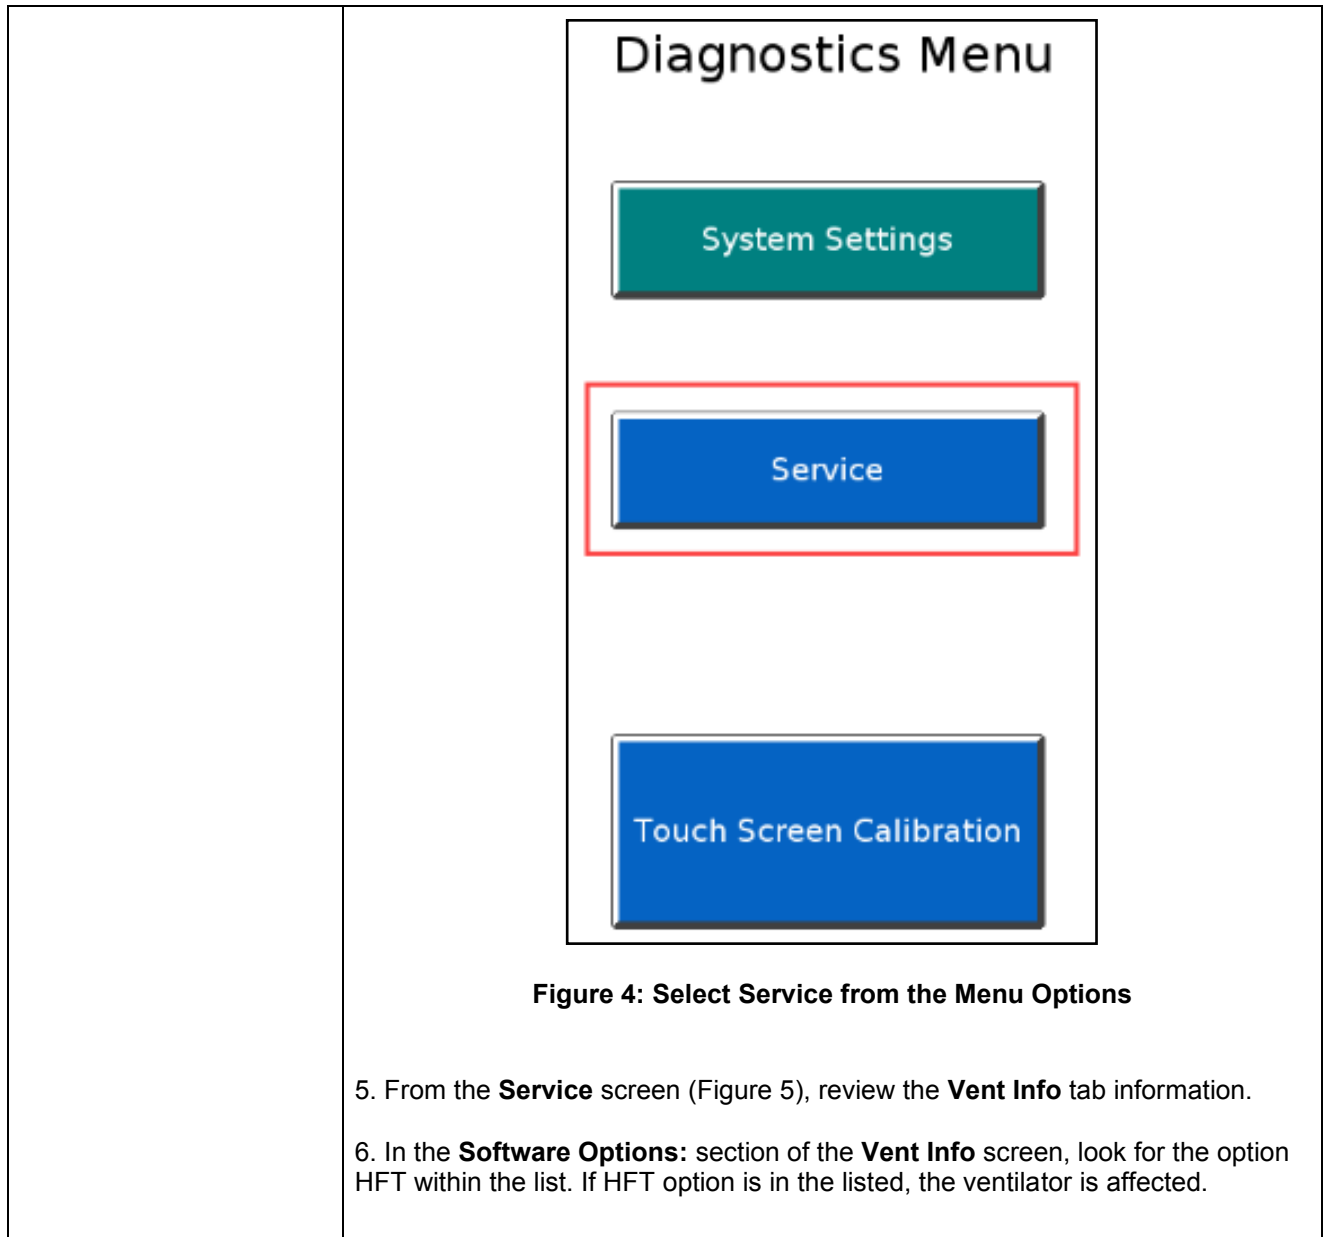 Diagnostics Menu
System Settings
Service
Touch Screen Calibration
Figure 4: Select Service from the Menu Options
5. From the Service screen (Figure 5), review the Vent Info tab information.
6. In the Software Options: section of the Vent Info screen, look for the option
HFT within the list. If HFT option is in the listed, the ventilator is affected.